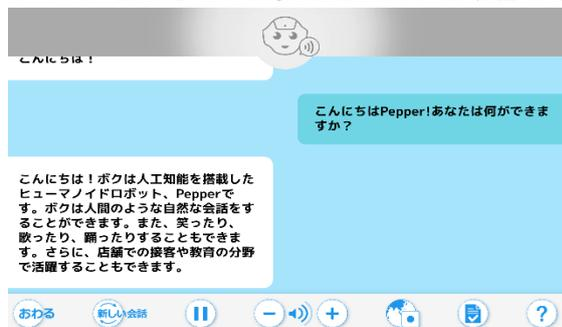 こんにちは！
こんにちはPepper!あなたは何ができま
すか？
こんにちは！ボクは人工知能を搭載した
ヒューマノイドロボット、Pepperで
す。ボクは人間のような自然な会話をす
ることができます。また、笑ったり、
歌ったり、踊ったりすることもできま
す。さらに、店舗での接客や教育の分野
で活躍することもできます。
おわる
新しい会話
?